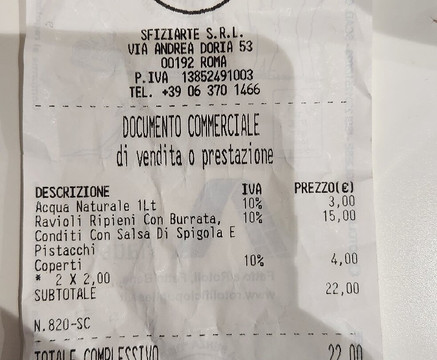 SFIZIARTE S.R.L.
VIA ANDREA DORIA 53
00192 ROMA
P.IVA 13852491003
TEL. +39 06 370 1466
DOCUMENTO COMMERCIALE
di vendita o prestazione
DESCRIZIONE IVA PREZZO(€)
Acqua Naturale 1Lt 10% 3,00
Ravioli Ripieni Con Burrata, 10% 15,00
Conditi Con Salsa Di Spigola E
Pistacchi
Coperti 10% 4,00
* 2 X 2,00
SUBTOTALE 22,00
N.820-SC
TOTALE COMPLESSIVO 22,00